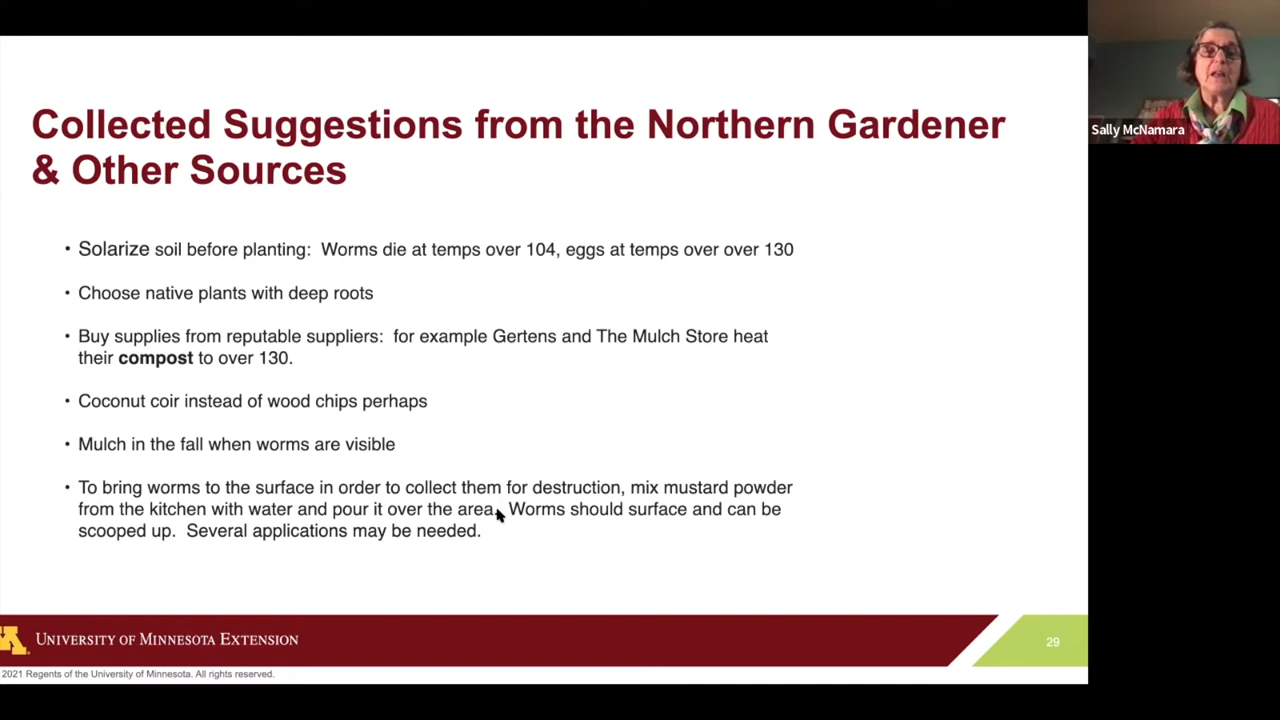 Collected Suggestions from the Northern Gardener
& Other Sources
• Solarize soil before planting: Worms die at temps over 104, eggs at temps over over 130
• Choose native plants with deep roots
• Buy supplies from reputable suppliers: for example Gertens and The Mulch Store heat
their compost to over 130.
• Coconut coir instead of wood chips perhaps
• Mulch in the fall when worms are visible
• To bring worms to the surface in order to collect them for destruction, mix mustard powder
from the kitchen with water and pour it over the area. Worms should surface and can be
scooped up. Several applications may be needed.
UNIVERSITY OF MINNESOTA EXTENSION
29
2021 Regents of the University of Minnesota. All rights reserved.
Sally McNamara